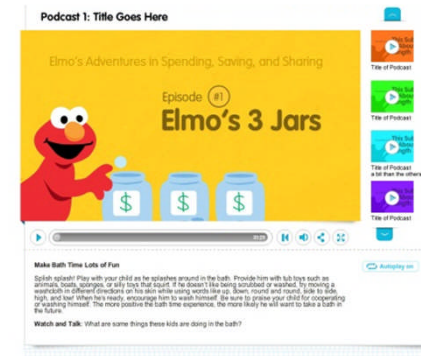 Podcast 1: Title Goes Here
Elmo's Adventures in Spending, Saving, and Sharing
Episode #1
Elmo's 3 Jars
$ $ $
Title of Podcast
Title of Podcast
Title of Podcast
a bit than the others
Title of Podcast
Autoplay on
Make Bath Time Lots of Fun
Splish splash! Play with your child as he splashes around in the bath. Provide him with tub toys such as
animals, boats, sponges, or silly toys that squirt. If he doesn't like being scrubbed or washed, try moving a
washcloth in different directions on his skin while using words like up, down, round and round, side to side,
high, and low! When he's ready, encourage him to wash himself. Be sure to praise your child for cooperating
or washing himself. The more positive the bath time experience, the more likely he will want to take a bath in
the future.
Watch and Talk: What are some things these kids are doing in the bath?